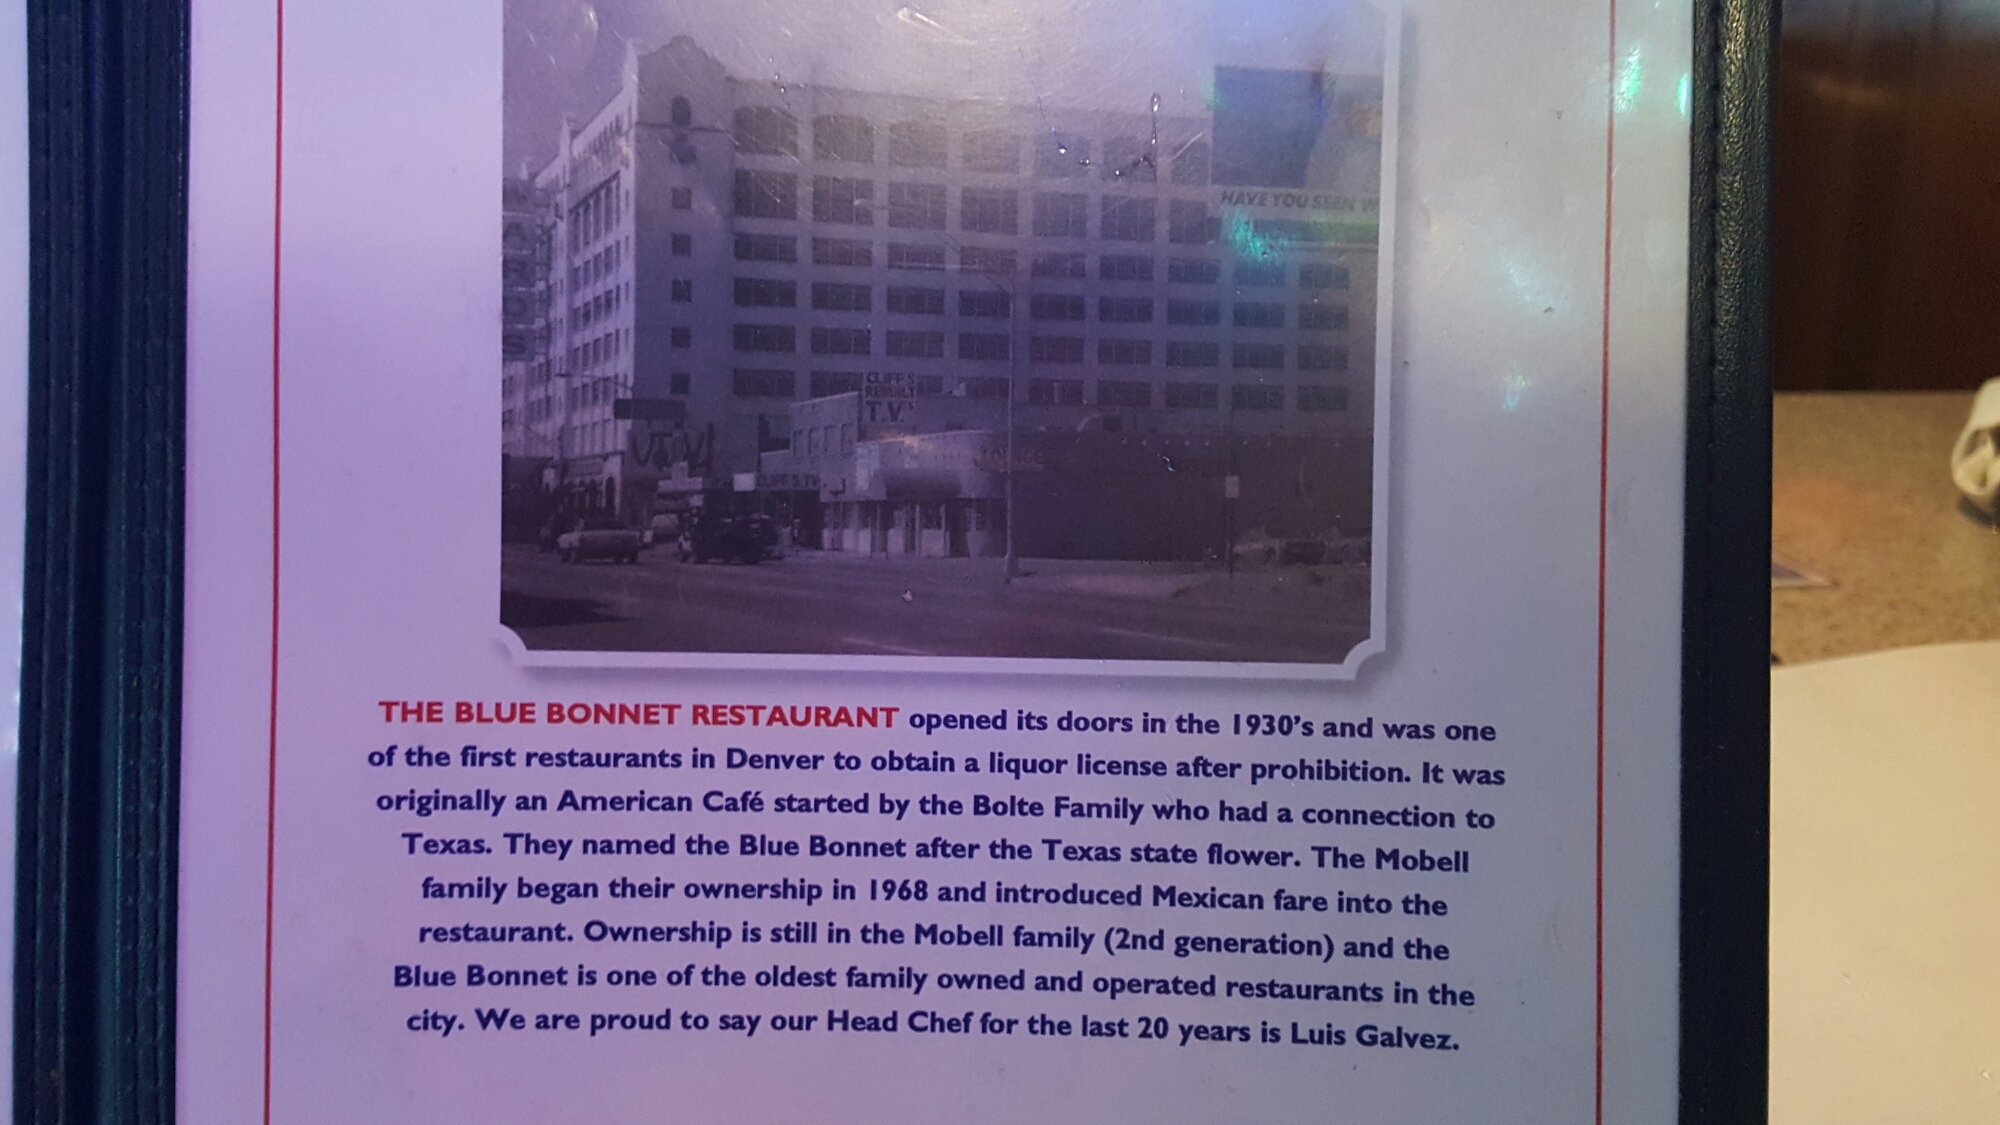 HAVE YOU SEEN W
CLIFF'S
REBUILT
T.V.'S
CLIFF'S TV
THE BLUE BONNET RESTAURANT opened its doors in the 1930's and was one
of the first restaurants in Denver to obtain a liquor license after prohibition. It was
originally an American Café started by the Bolte Family who had a connection to
Texas. They named the Blue Bonnet after the Texas state flower. The Mobell
family began their ownership in 1968 and introduced Mexican fare into the
restaurant. Ownership is still in the Mobell family (2nd generation) and the
Blue Bonnet is one of the oldest family owned and operated restaurants in the
city. We are proud to say our Head Chef for the last 20 years is Luis Galvez.